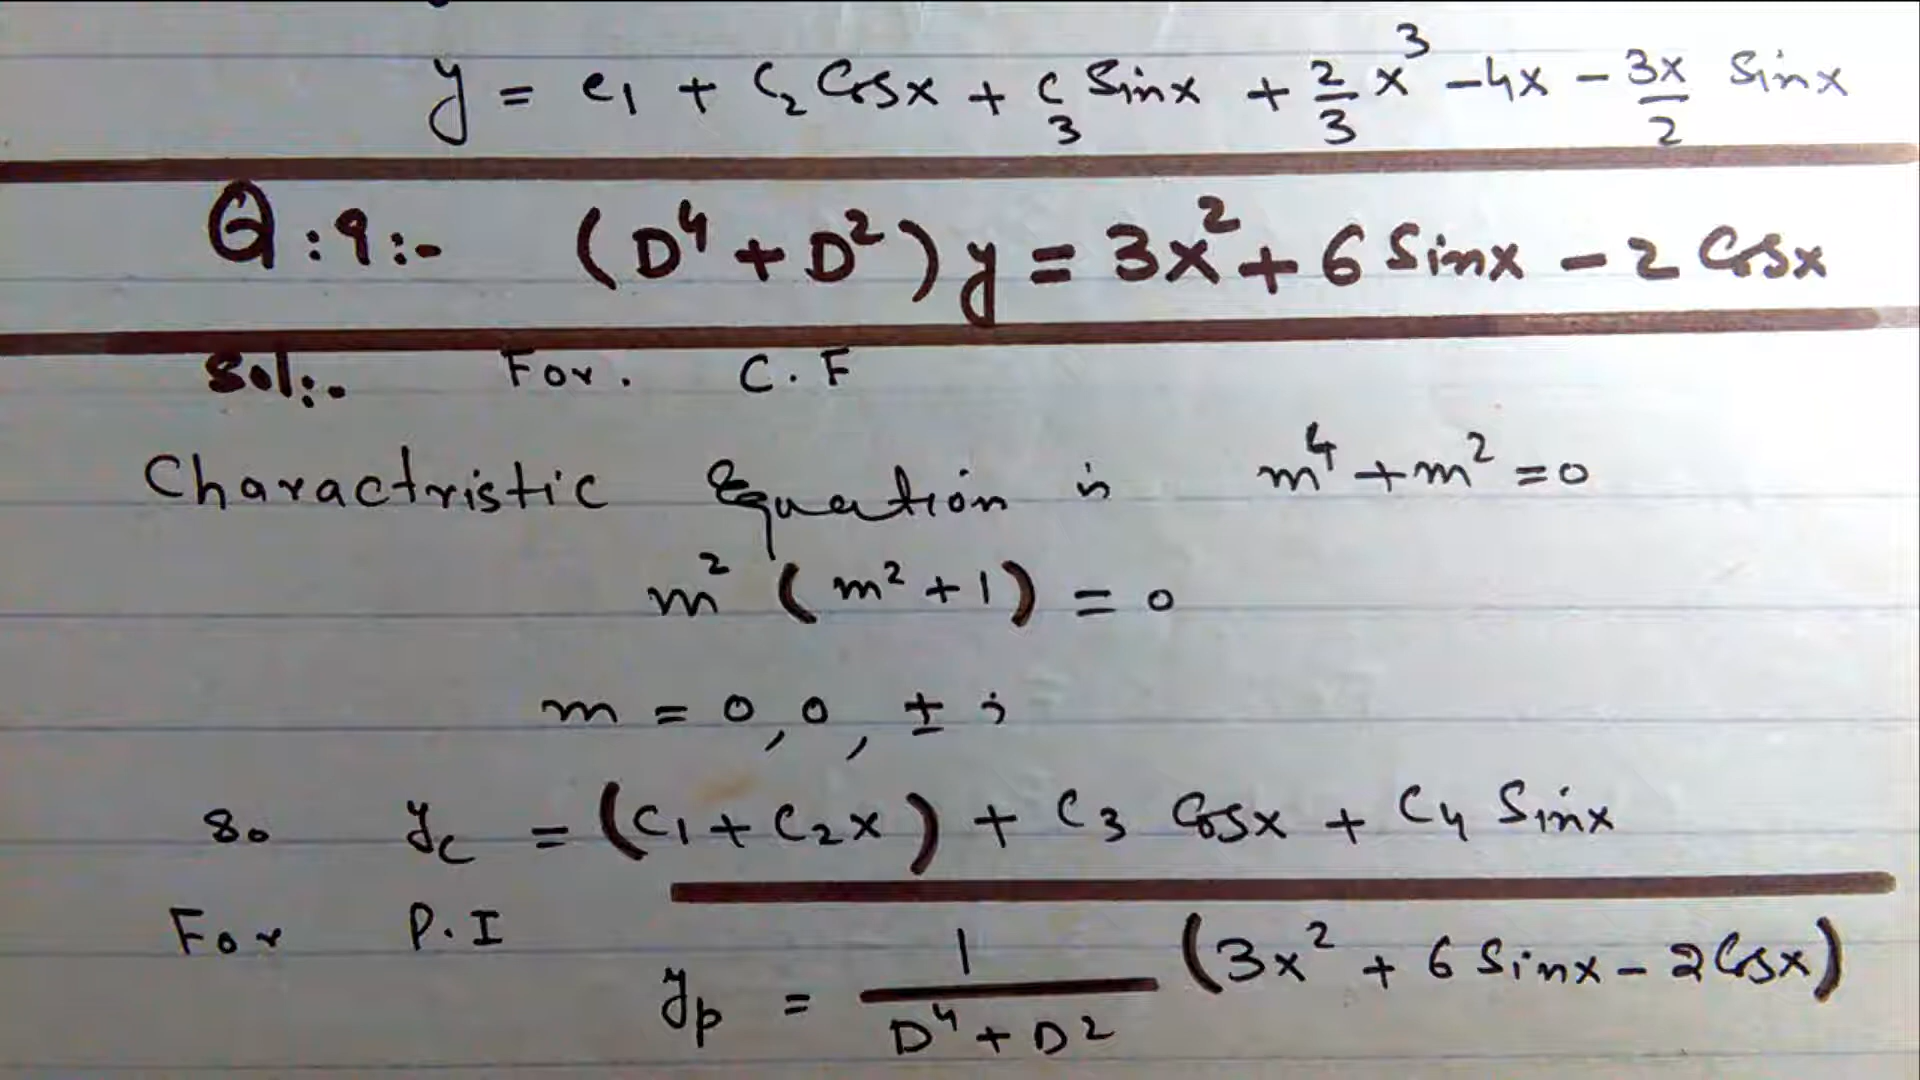 y = c₁ + c₂ Cosx + c₃ Sinx + 2/3 x³ - 4x - 3x/2 Sinx
Q:9:- (D⁴ + D²) y = 3x² + 6 Sinx - 2 Cosx
Sol:- For. C.F
Charactristic Equation is m⁴ + m² = 0
m² (m² + 1) = 0
m = 0, 0, ± i
So y_c = (c₁ + c₂x) + c₃ Cosx + c₄ Sinx
For P.I
y_p = 1/(D⁴ + D²) (3x² + 6 Sinx - 2 Cosx)